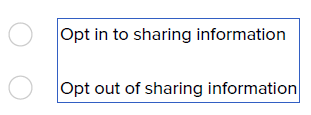 Opt in to sharing information
Opt out of sharing information